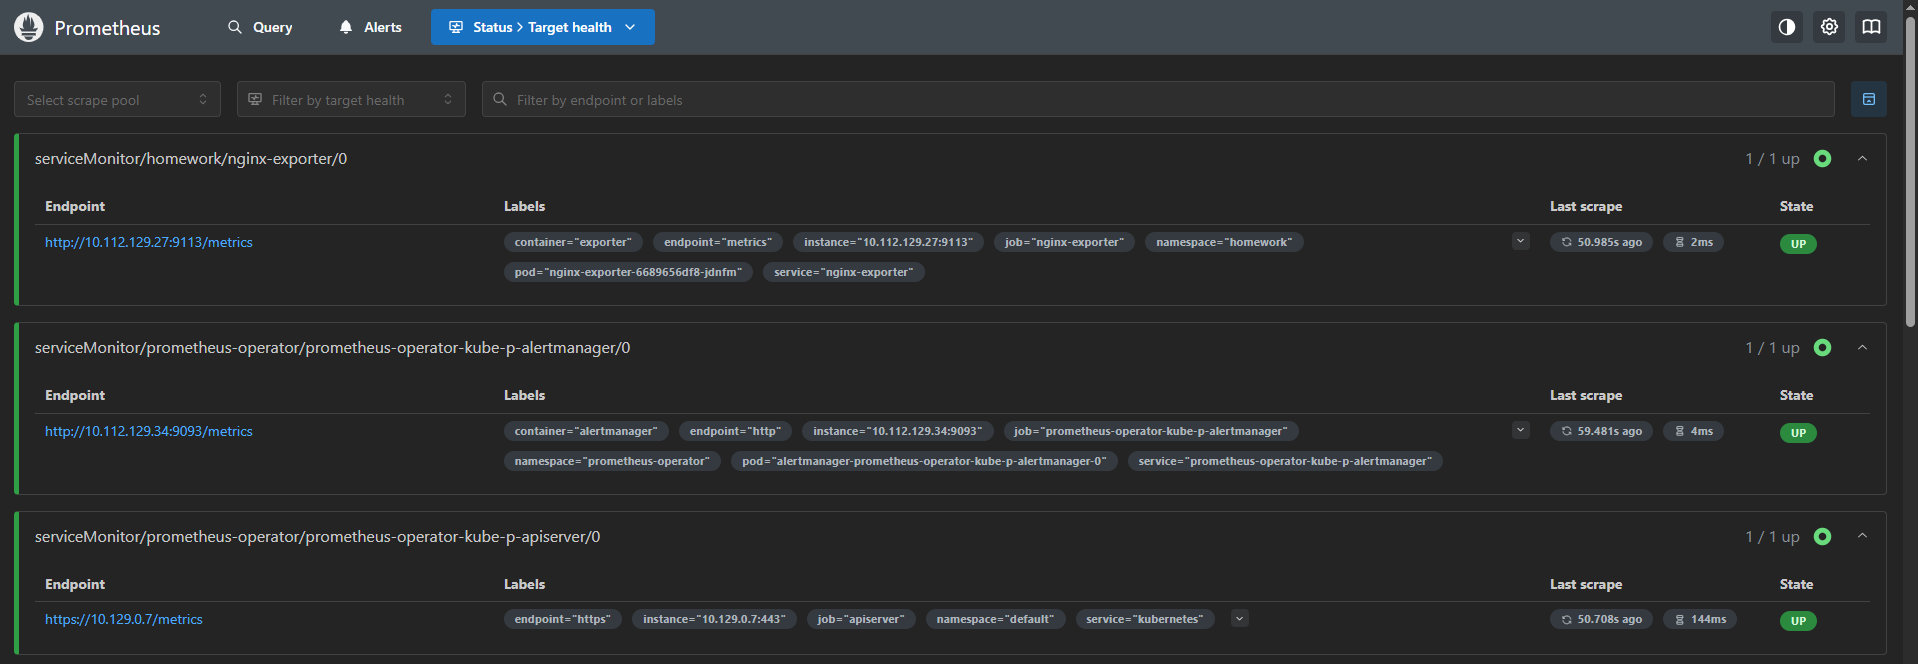 Prometheus Query Alerts Status > Target health
Select scrape pool Filter by target health Filter by endpoint or labels
serviceMonitor/homework/nginx-exporter/0 1 / 1 up
Endpoint Labels Last scrape State
http://10.112.129.27:9113/metrics container="exporter" endpoint="metrics" instance="10.112.129.27:9113" job="nginx-exporter" namespace="homework" 50.985s ago 2ms UP
pod="nginx-exporter-6689656df8-jdnfm" service="nginx-exporter"
serviceMonitor/prometheus-operator/prometheus-operator-kube-p-alertmanager/0 1 / 1 up
Endpoint Labels Last scrape State
http://10.112.129.34:9093/metrics container="alertmanager" endpoint="http" instance="10.112.129.34:9093" job="prometheus-operator-kube-p-alertmanager" 59.481s ago 4ms UP
namespace="prometheus-operator" pod="alertmanager-prometheus-operator-kube-p-alertmanager-0" service="prometheus-operator-kube-p-alertmanager"
serviceMonitor/prometheus-operator/prometheus-operator-kube-p-apiserver/0 1 / 1 up
Endpoint Labels Last scrape State
https://10.129.0.7/metrics endpoint="https" instance="10.129.0.7:443" job="apiserver" namespace="default" service="kubernetes" 50.708s ago 144ms UP